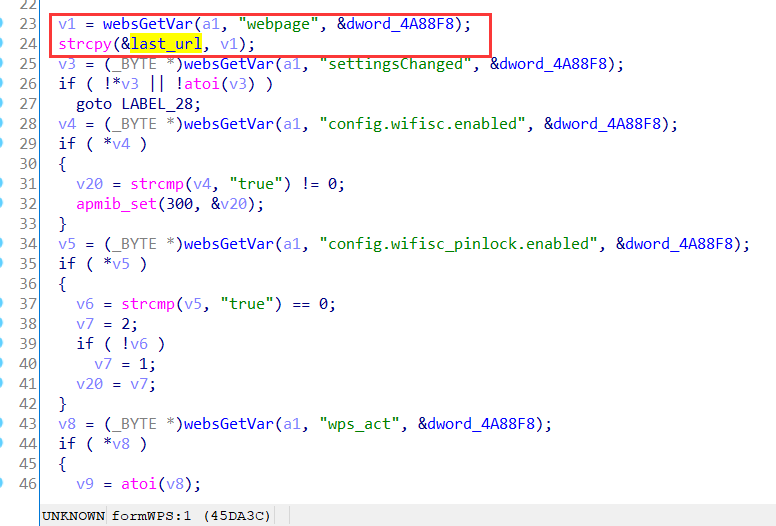 22
23 v1 = websGetVar(a1, "webpage", &dword_4A88F8);
24 strcpy(&last_url, v1);
25 v3 = (_BYTE *)websGetVar(a1, "settingsChanged", &dword_4A88F8);
26 if ( !*v3 || !atoi(v3) )
27 goto LABEL_28;
28 v4 = (_BYTE *)websGetVar(a1, "config.wifisc.enabled", &dword_4A88F8);
29 if ( *v4 )
30 {
31 v20 = strcmp(v4, "true") != 0;
32 apmib_set(300, &v20);
33 }
34 v5 = (_BYTE *)websGetVar(a1, "config.wifisc_pinlock.enabled", &dword_4A88F8);
35 if ( *v5 )
36 {
37 v6 = strcmp(v5, "true") == 0;
38 v7 = 2;
39 if ( !v6 )
40 v7 = 1;
41 v20 = v7;
42 }
43 v8 = (_BYTE *)websGetVar(a1, "wps_act", &dword_4A88F8);
44 if ( *v8 )
45 {
46 v9 = atoi(v8);
UNKNOWN formWPS:1 (45DA3C)